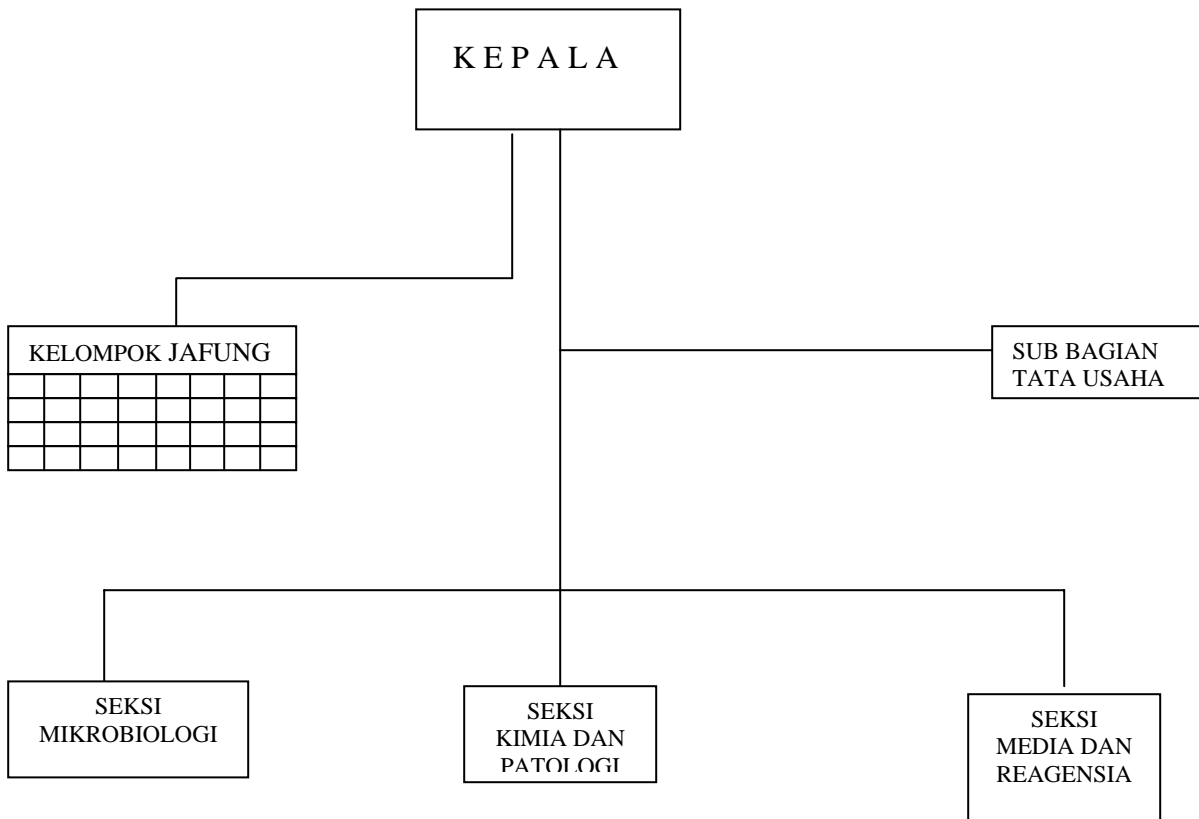 K E P A L A
KELOMPOK JAFUNG
SUB BAGIAN
TATA USAHA
SEKSI
MIKROBIOLOGI
SEKSI
KIMIA DAN
PATOLOGI
SEKSI
MEDIA DAN
REAGENSIA